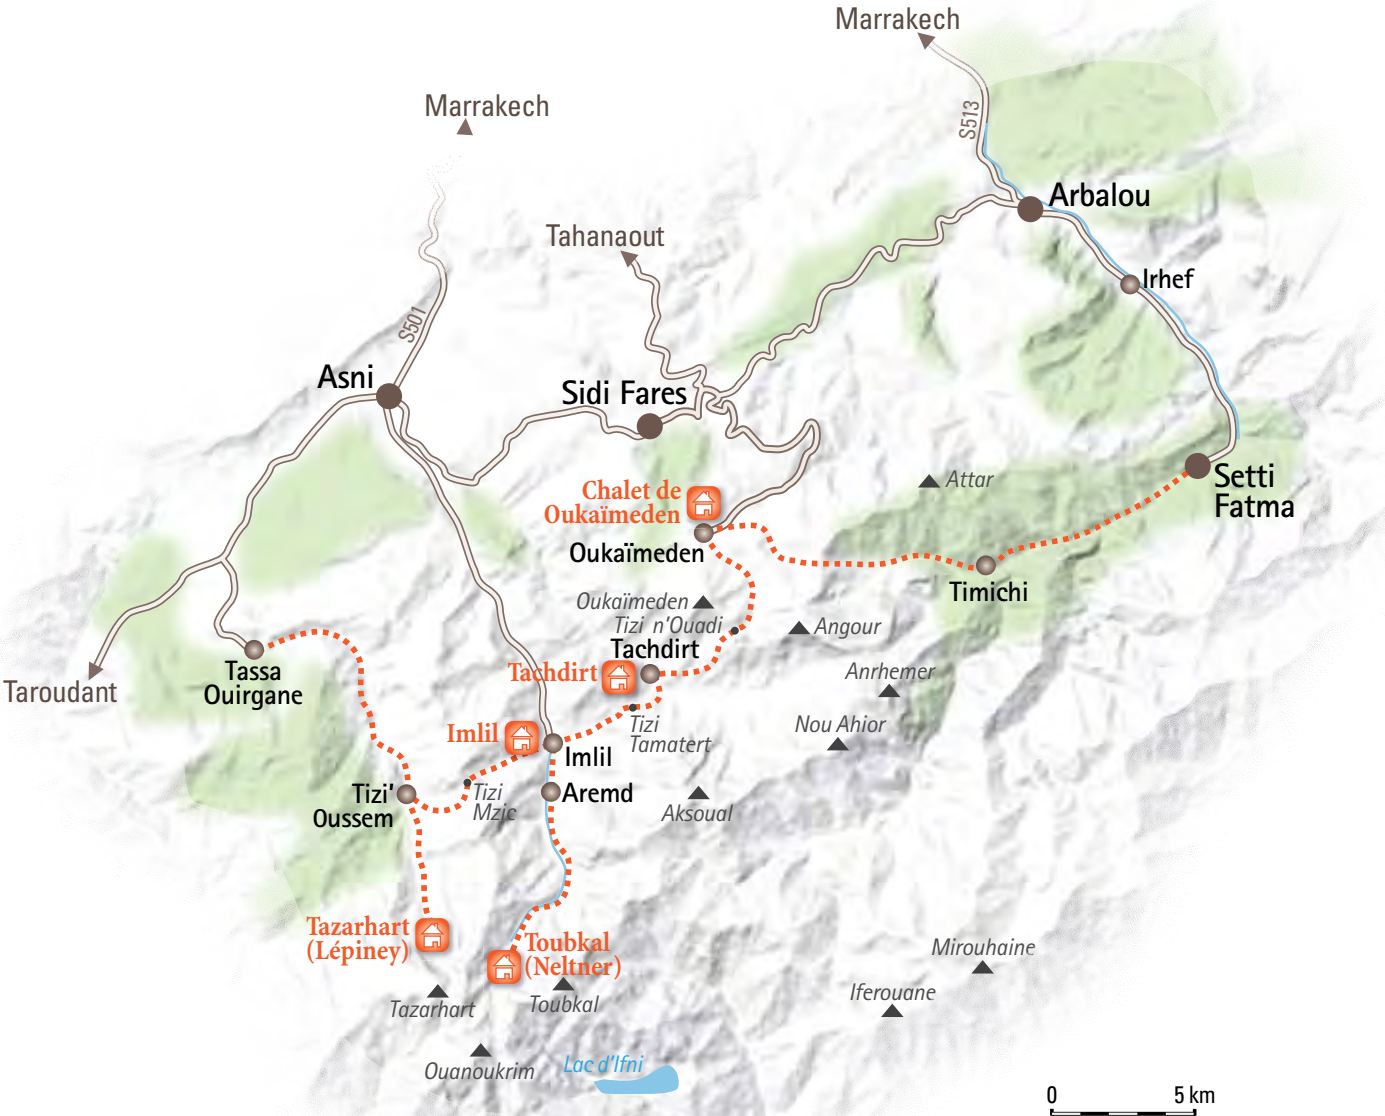 Marrakech
Marrakech
S513
Arbalou
Tahanaout
Irhef
S501
Asni
Sidi Fares
Attar
Setti
Fatma
Chalet de
Oukaïmeden
Oukaïmeden
Timichi
Oukaïmeden
Tizi n'Ouadi
Angour
Tachdirt
Tachdirt
Anrhemer
Tassa
Ouirgane
Taroudant
Nou Ahior
Tizi
Tamatert
Imlil
Imlil
Tizi'
Oussem
Tizi
Mzic
Aremd
Aksoual
Tazarhart
(Lépiney)
Toubkal
(Neltner)
Mirouhaine
Iferouane
Tazarhart
Toubkal
Ouanoukrim
Lac d'Ifni
0 5 km